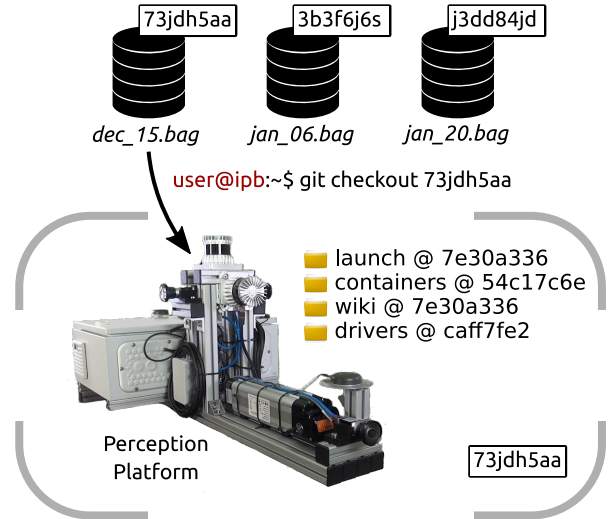 73jdh5aa
3b3f6j6s
j3dd84jd
dec_15.bag
jan_06.bag
jan_20.bag
user@ipb:~$ git checkout 73jdh5aa
launch @ 7e30a336
containers @ 54c17c6e
wiki @ 7e30a336
drivers @ caff7fe2
Perception
Platform
73jdh5aa